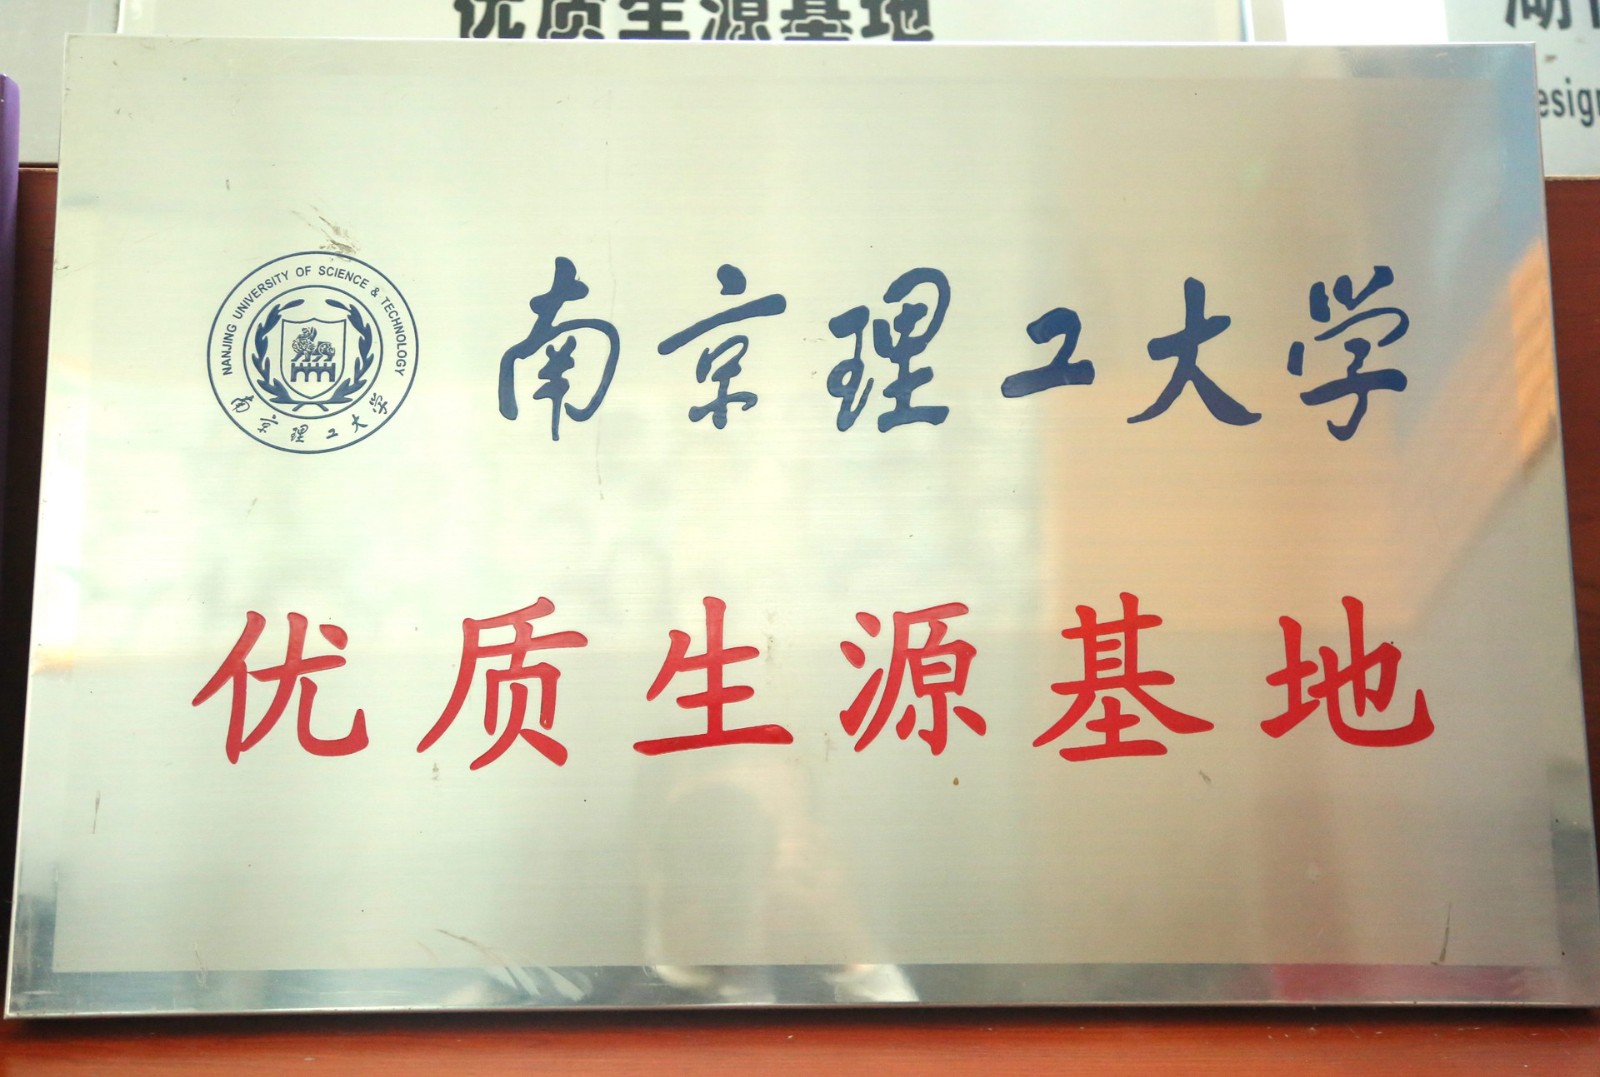 优质生源基地
esign
NANJING UNIVERSITY OF SCIENCE & TECHNOLOGY
南京理工大学
南京理工大学
优质生源基地